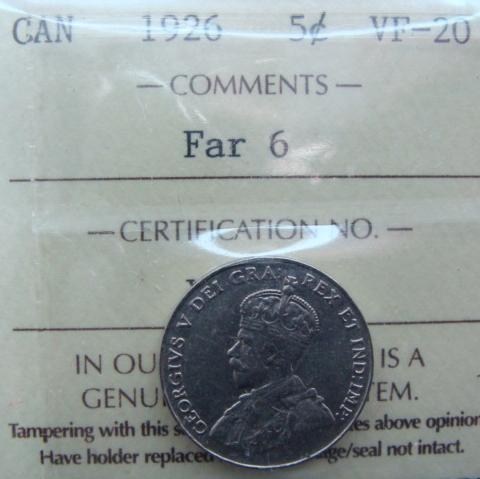 CAN 1926 5¢ VF-20
— COMMENTS —
Far 6
— CERTIFICATION NO. —
GEORGIVS V DEI GRA: REX ET IND: IMP:
IN OU IS A
GENU TEM.
Tampering with this s es above opinion
Have holder replaced ge/seal not intact.